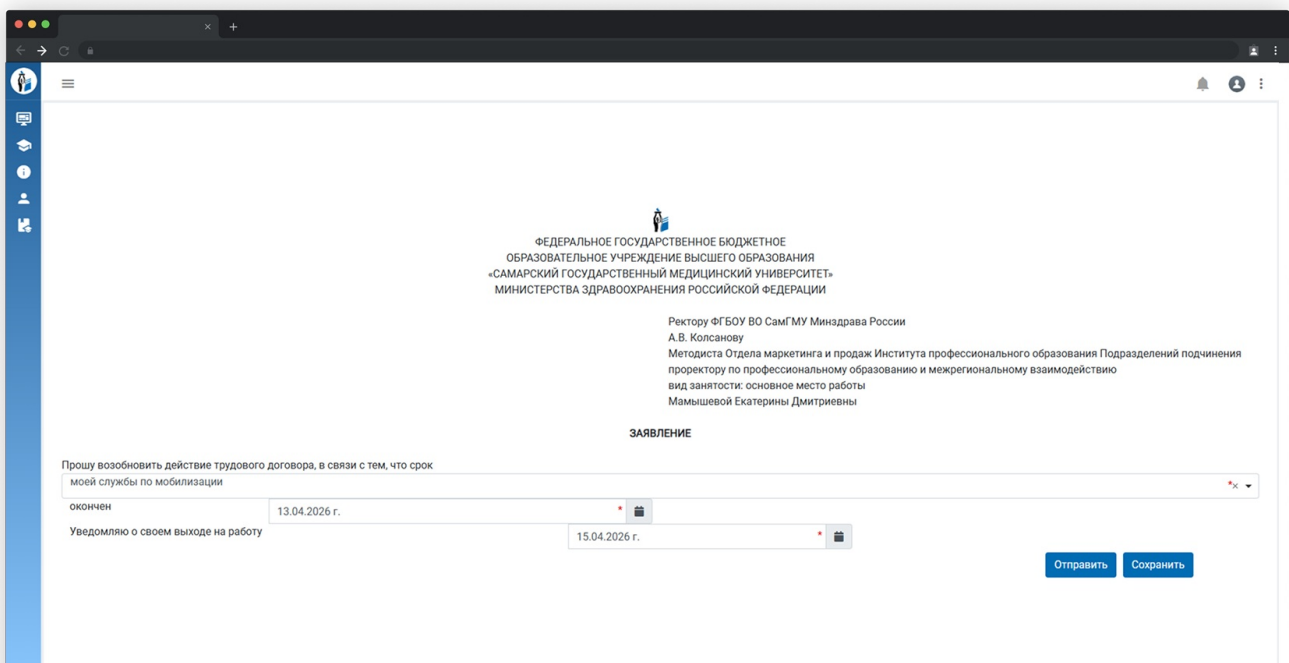 ФЕДЕРАЛЬНОЕ ГОСУДАРСТВЕННОЕ БЮДЖЕТНОЕ
ОБРАЗОВАТЕЛЬНОЕ УЧРЕЖДЕНИЕ ВЫСШЕГО ОБРАЗОВАНИЯ
«САМАРСКИЙ ГОСУДАРСТВЕННЫЙ МЕДИЦИНСКИЙ УНИВЕРСИТЕТ»
МИНИСТЕРСТВА ЗДРАВООХРАНЕНИЯ РОССИЙСКОЙ ФЕДЕРАЦИИ
Ректору ФГБОУ ВО СамГМУ Минздрава России
А.В. Колсанову
Методиста Отдела маркетинга и продаж Института профессионального образования Подразделений подчинения
проректору по профессиональному образованию и межрегиональному взаимодействию
вид занятости: основное место работы
Мамышевой Екатерины Дмитриевны
ЗАЯВЛЕНИЕ
Прошу возобновить действие трудового договора, в связи с тем, что срок
моей службы по мобилизации *
окончен 13.04.2026 г. *
Уведомляю о своем выходе на работу 15.04.2026 г. *
Отправить Сохранить